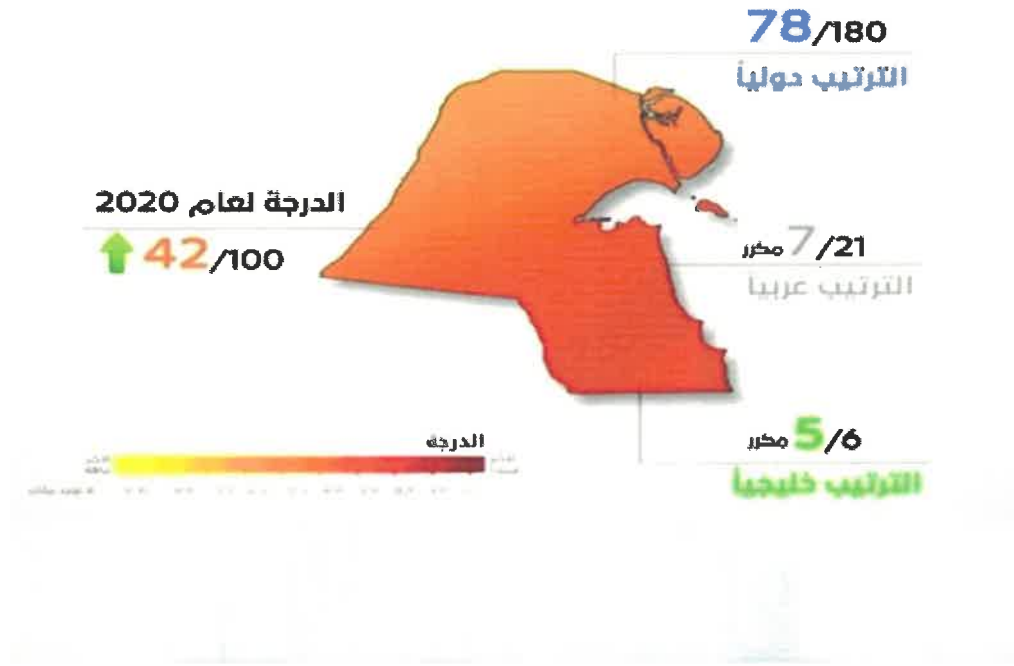 78/180
الترتيب دولياً
الدرجة لعام 2020
42/100
7/21 مكرر
الترتيب عربياً
5/6 مكرر
الترتيب خليجياً
الدرجة